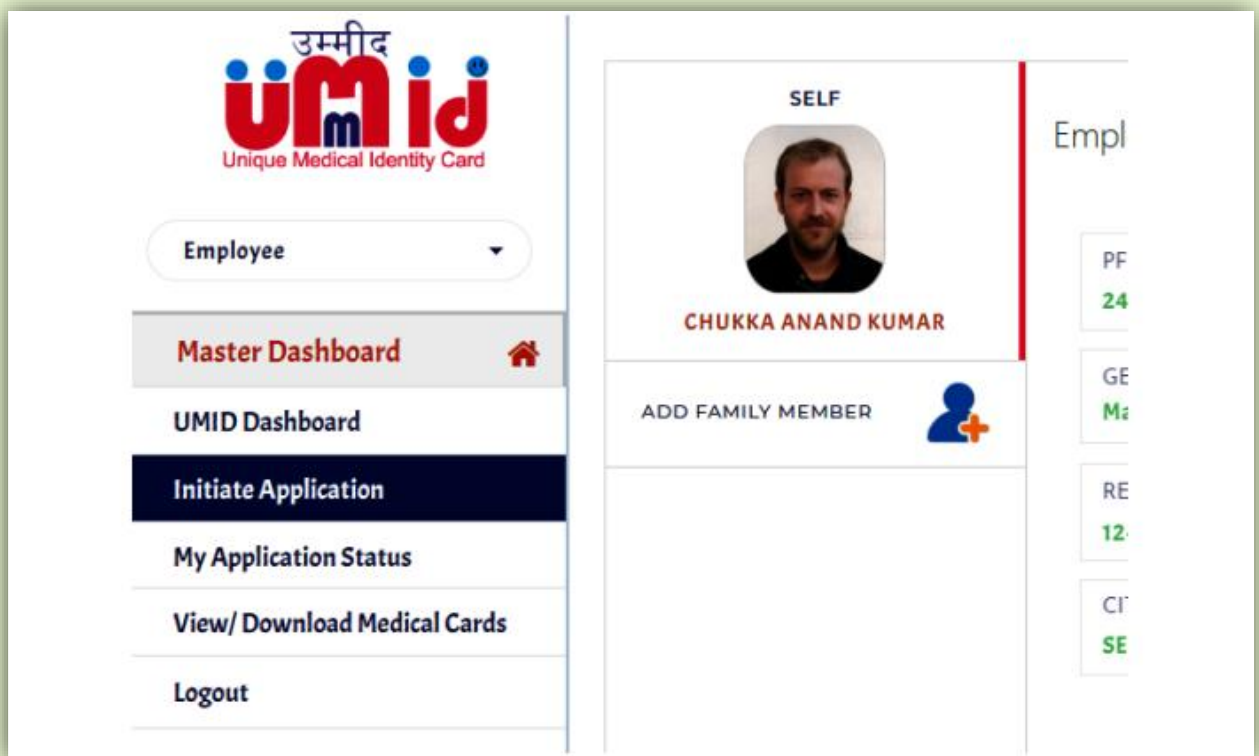 उम्मीद
UMmid
Unique Medical Identity Card
Employee
Master Dashboard
UMID Dashboard
Initiate Application
My Application Status
View/ Download Medical Cards
Logout
SELF
CHUKKA ANAND KUMAR
ADD FAMILY MEMBER
Empl
PF
24
GE
Ma
RE
12-
CI
SE